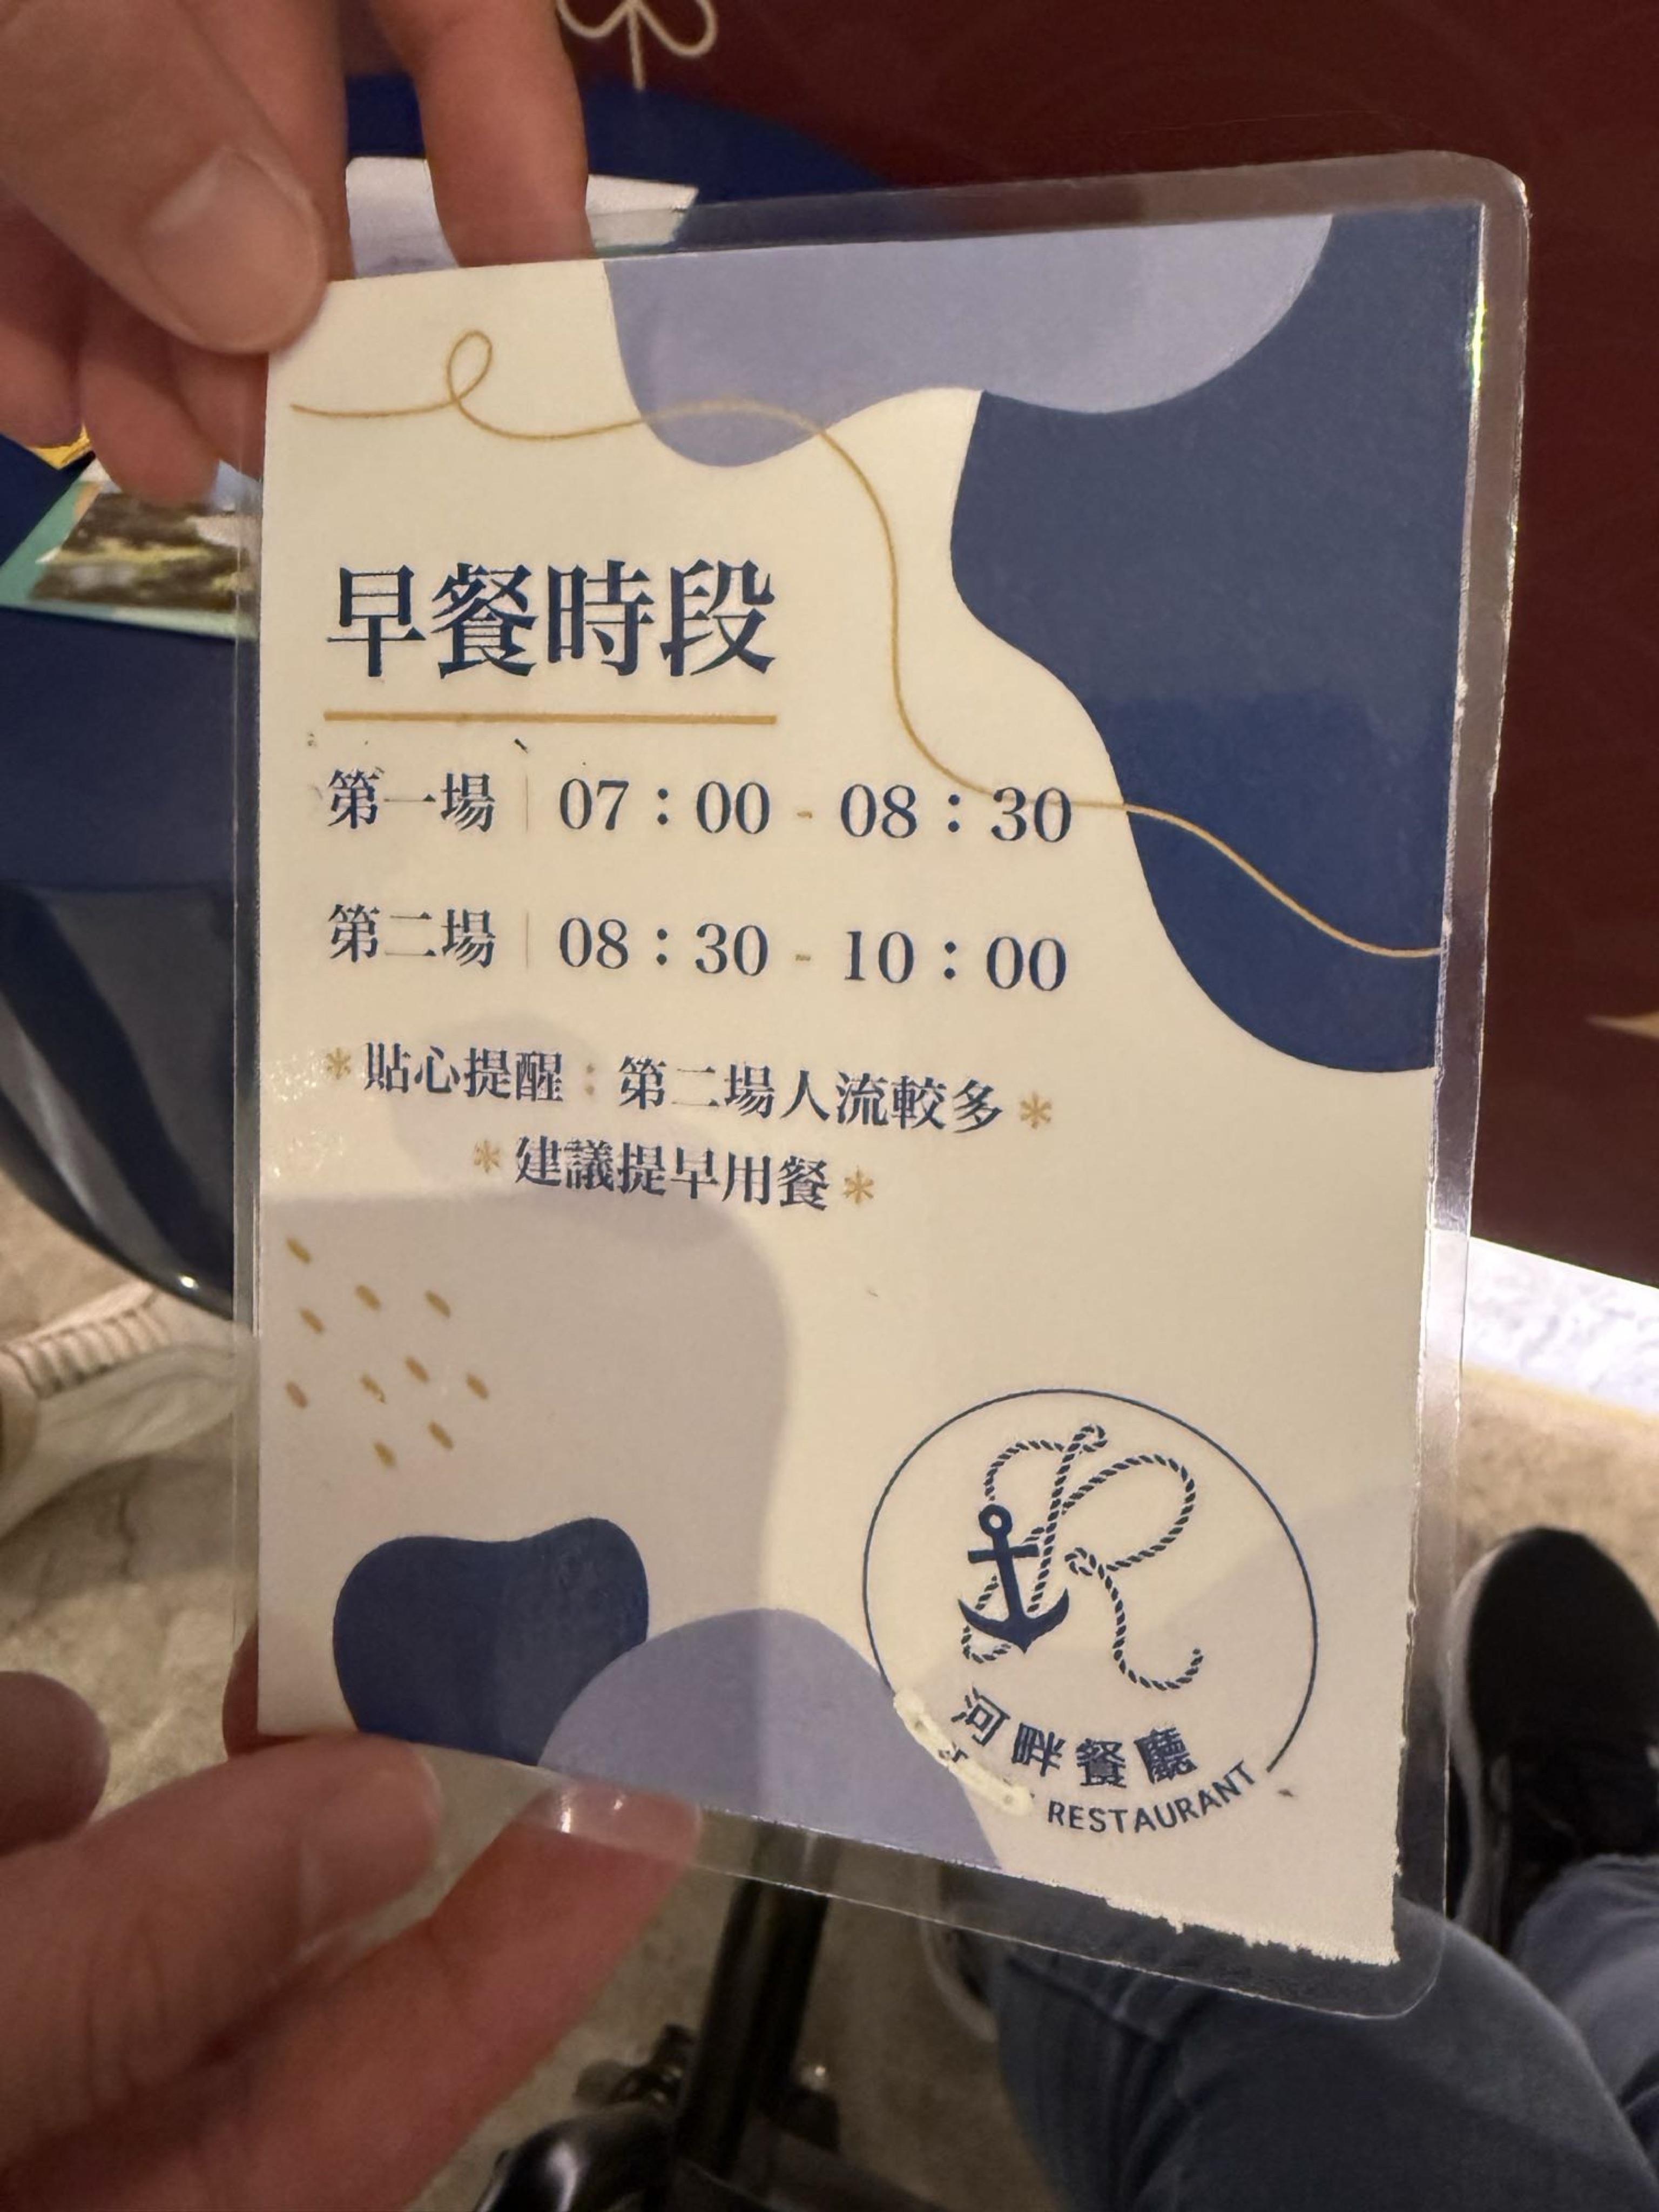 早餐時段
第一場 | 07：00 - 08：30
第二場 | 08：30 - 10：00
*貼心提醒：第二場人流較多*
*建議提早用餐*
R
河畔餐廳
RESTAURANT